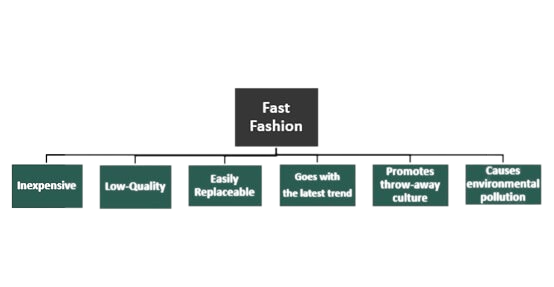 Fast
Fashion
Inexpensive
Low-Quality
Easily
Replaceable
Goes with
the latest trend
Promotes
throw-away
culture
Causes
environmental
pollution